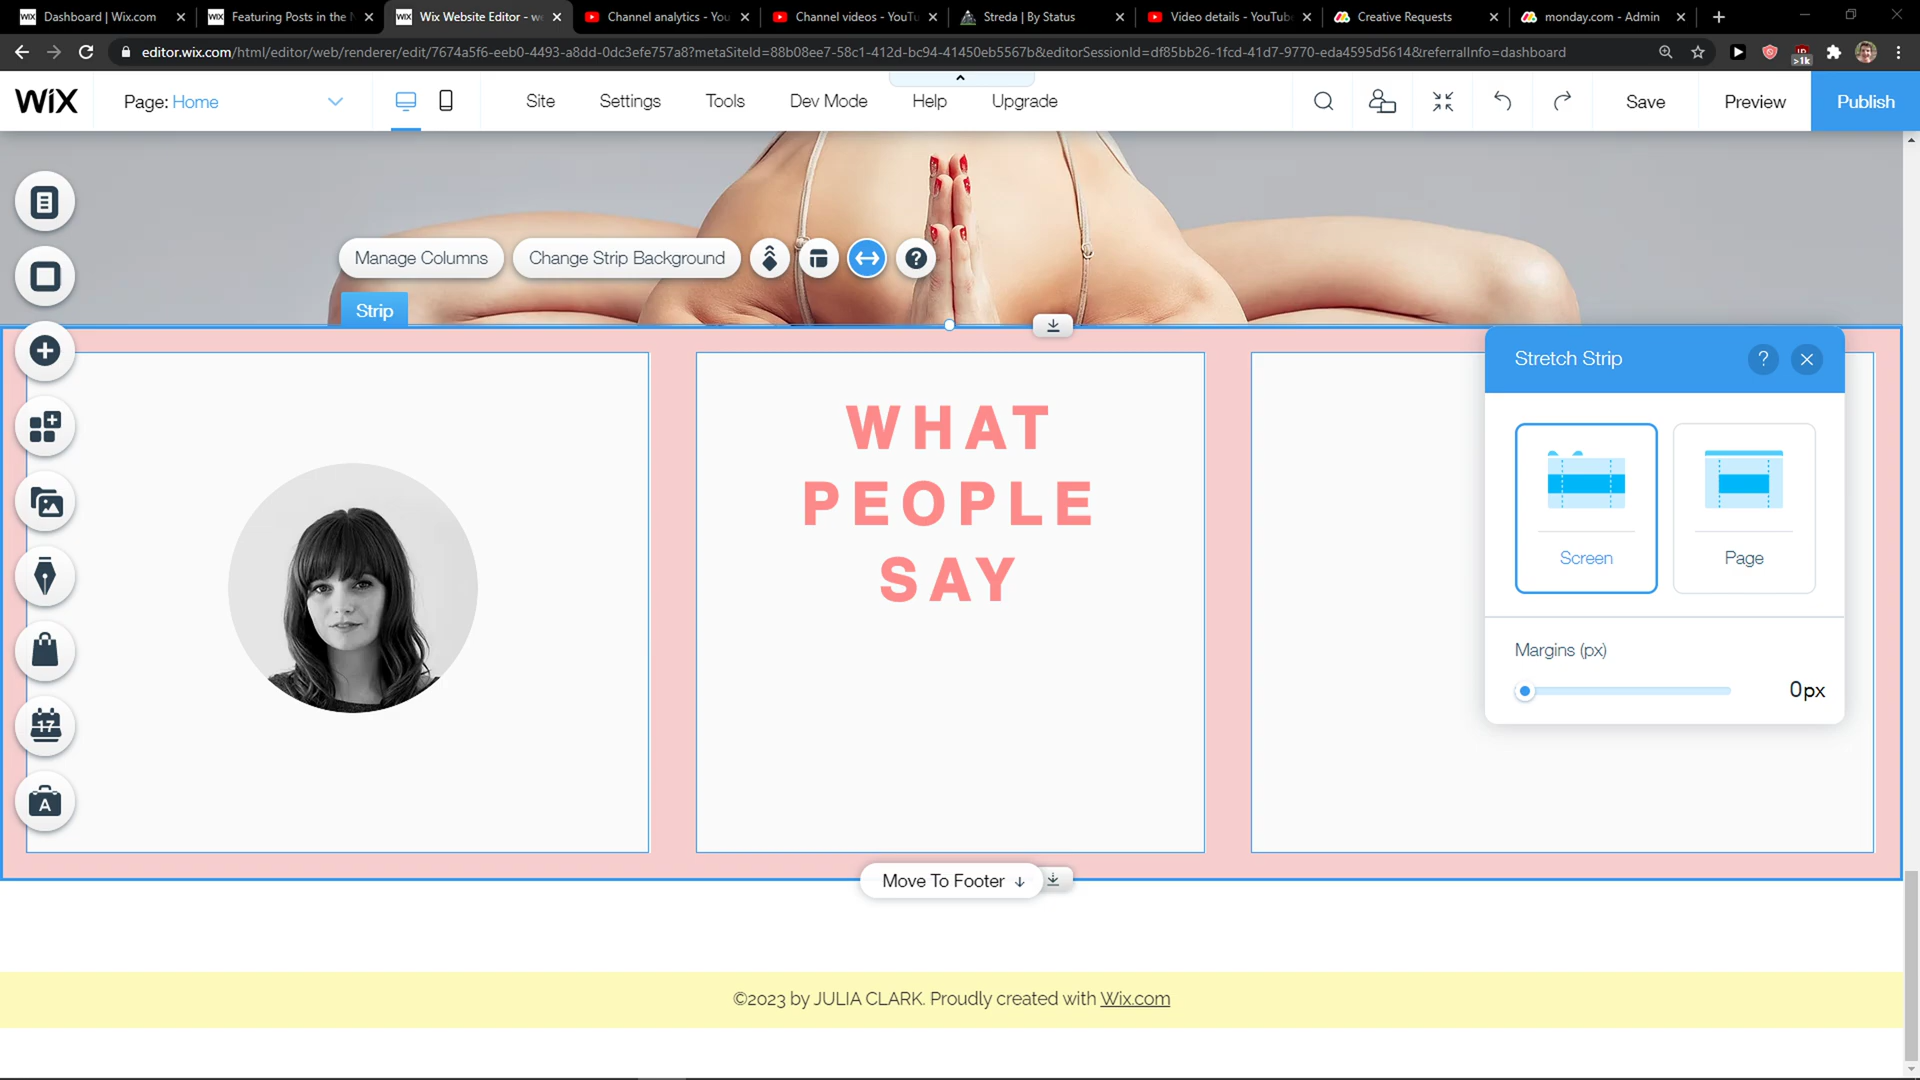 Dashboard | Wix.com
Featuring Posts in the N
Wix Website Editor - we
Channel analytics - You
Channel videos - YouTu
Streda | By Status
Video details - YouTube
Creative Requests
monday.com - Admin
editor.wix.com/html/editor/web/renderer/edit/7674a5f6-eeb0-4493-a8dd-0dc3efe757a8?metaSiteId=88b08ee7-58c1-412d-bc94-41450eb5567b&editorSessionId=df85bb26-1fcd-41d7-9770-eda4595d5614&referralInfo=dashboard
>1k
WiX
Page: Home
Site
Settings
Tools
Dev Mode
Help
Upgrade
Save
Preview
Publish
Manage Columns
Change Strip Background
Strip
WHAT
PEOPLE
SAY
Stretch Strip
Screen
Page
Margins (px)
0px
17
A
Move To Footer
©2023 by JULIA CLARK. Proudly created with Wix.com